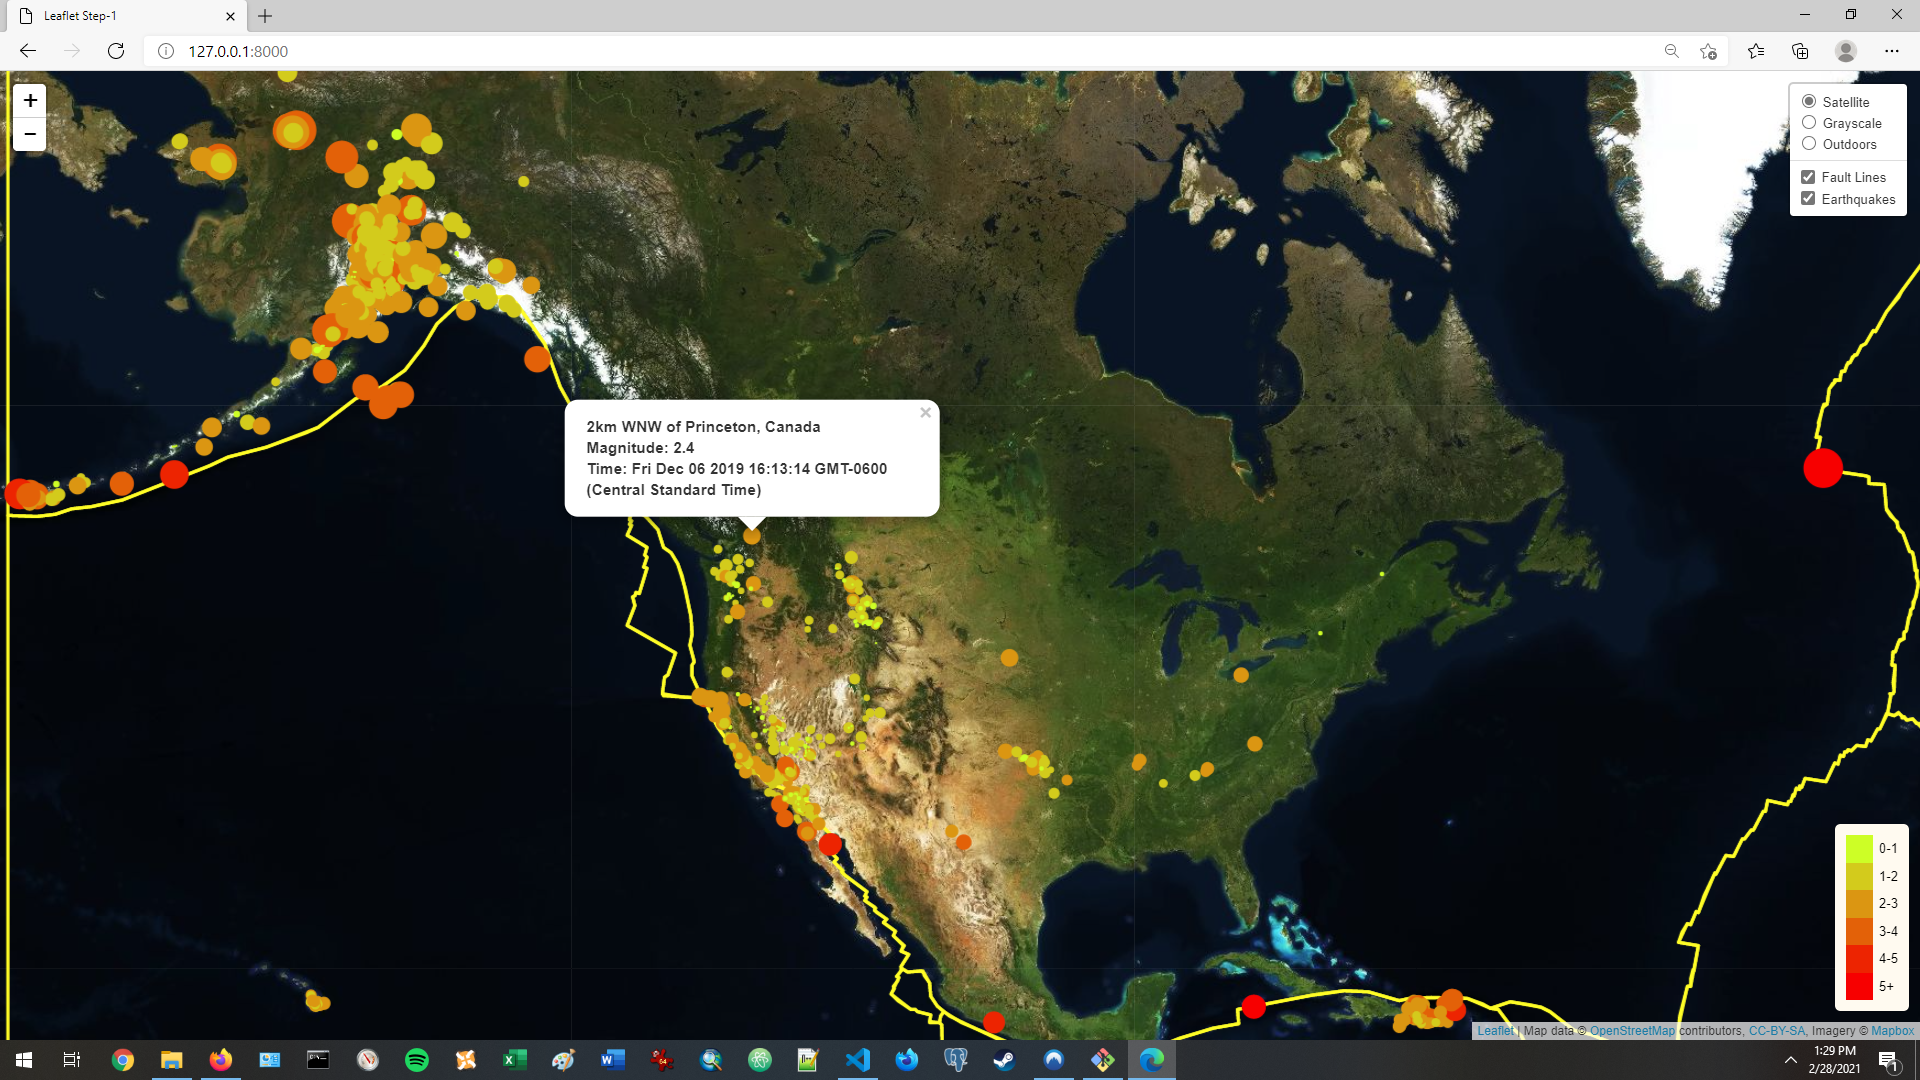 Leaflet Step-1
127.0.0.1:8000
+
−
Satellite
Grayscale
Outdoors
Fault Lines
Earthquakes
2km WNW of Princeton, Canada
Magnitude: 2.4
Time: Fri Dec 06 2019 16:13:14 GMT-0600
(Central Standard Time)
0-1
1-2
2-3
3-4
4-5
5+
Leaflet | Map data © OpenStreetMap contributors, CC-BY-SA, Imagery © Mapbox
1:29 PM
2/28/2021
1